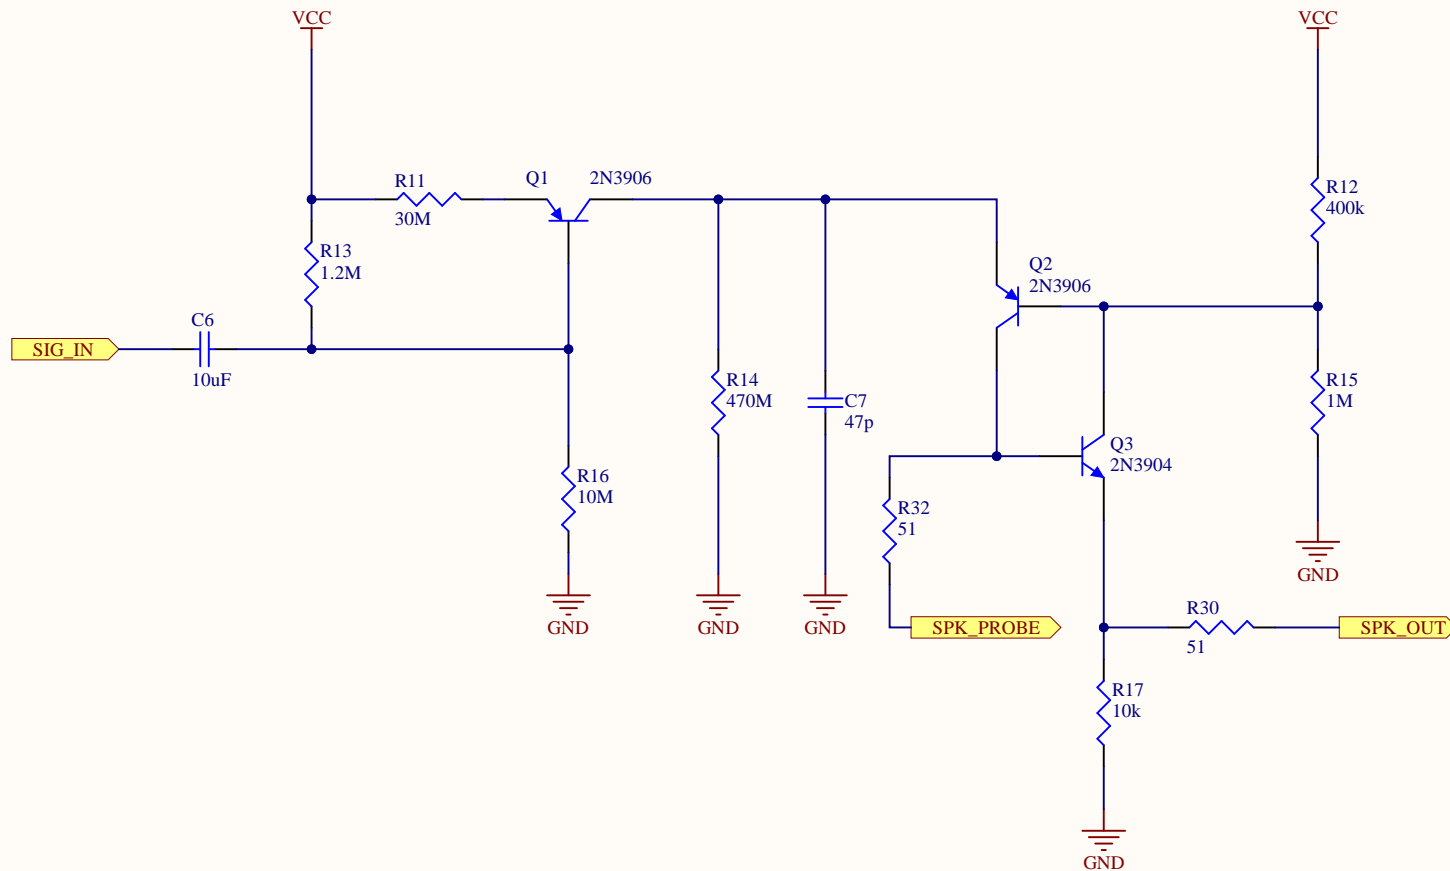 VCC
VCC
R11
30M
Q1
2N3906
R12
400k
R13
1.2M
Q2
2N3906
C6
10uF
SIG_IN
R14
470M
C7
47p
R15
1M
Q3
2N3904
R16
10M
R32
51
GND
GND
GND
GND
SPK_PROBE
R30
51
SPK_OUT
R17
10k
GND